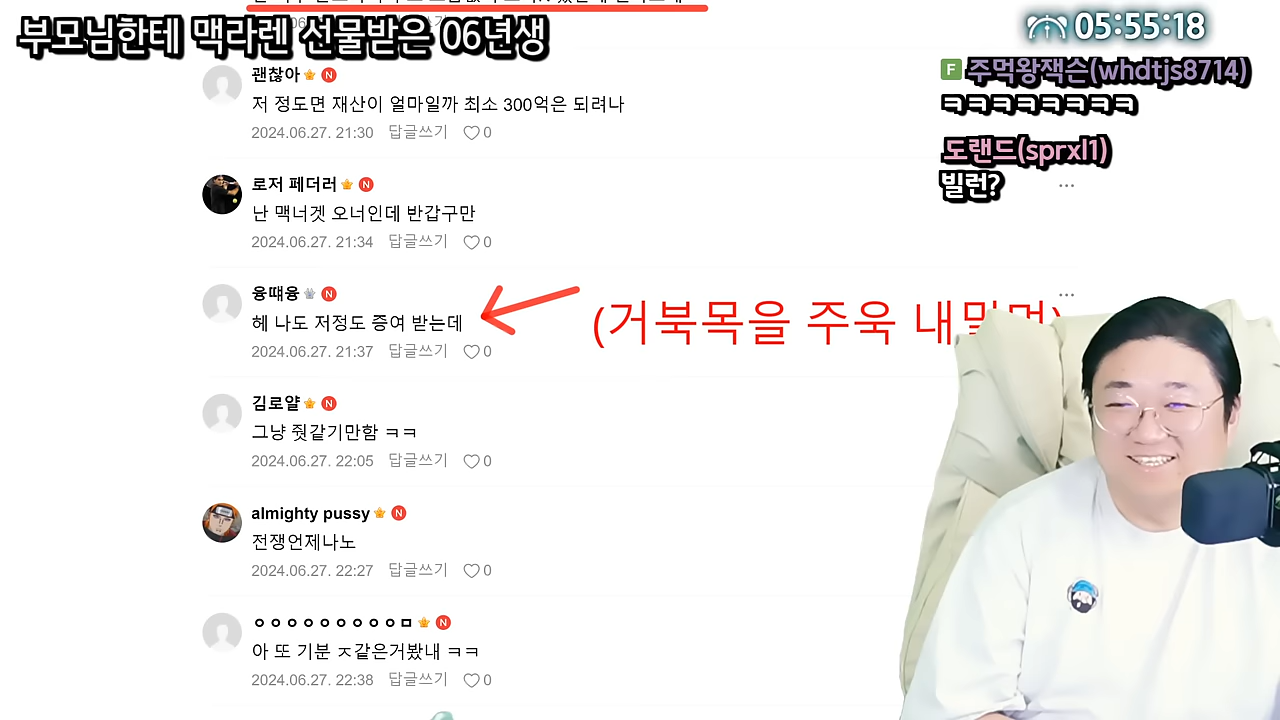 부모님한테 맥라렌 선물받은 06년생
05:55:18
F 주먹왕잭슨(whdtjs8714)
ㅋㅋㅋㅋㅋㅋㅋㅋ
도랜드(sprxl1)
빌런?
괜찮아 N
저 정도면 재산이 얼마일까 최소 300억은 되려나
2024.06.27. 21:30 답글쓰기 0
로저 페더러 N
난 맥너겟 오너인데 반갑구만
2024.06.27. 21:34 답글쓰기 0
융때융 N
헤 나도 저정도 증여 받는데
2024.06.27. 21:37 답글쓰기 0
(거북목을 주욱 내밀며)
김로얄 N
그냥 줫같기만함 ㅋㅋ
2024.06.27. 22:05 답글쓰기 0
almighty pussy N
전쟁언제나노
2024.06.27. 22:27 답글쓰기 0
ㅇㅇㅇㅇㅇㅇㅇㅇㅇㅁ N
아 또 기분 ㅈ같은거봤내 ㅋㅋ
2024.06.27. 22:38 답글쓰기 0